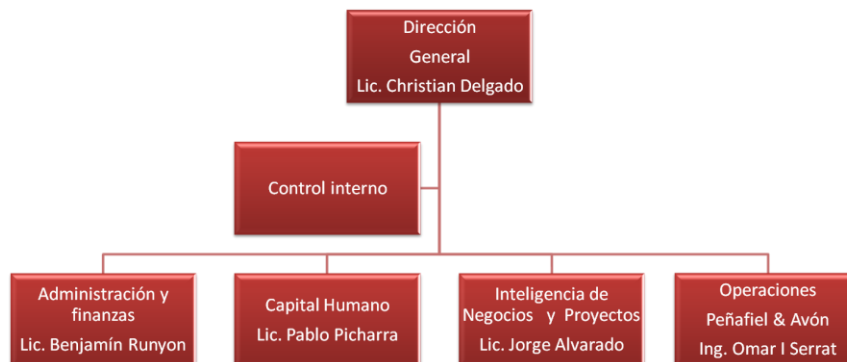 Dirección
General
Lic. Christian Delgado
Control interno
Administración y
finanzas
Lic. Benjamín Runyon
Capital Humano
Lic. Pablo Picharra
Inteligencia de
Negocios y Proyectos
Lic. Jorge Alvarado
Operaciones
Peñafiel & Avón
Ing. Omar I Serrat